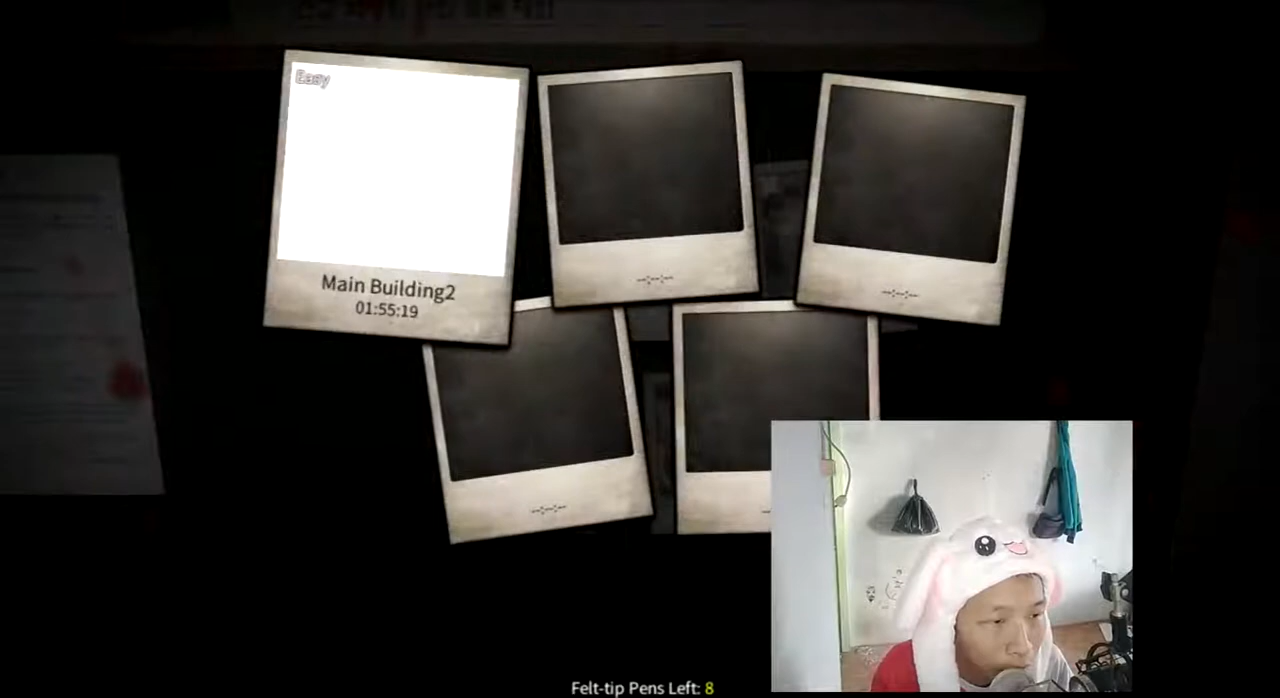 Easy
Main Building2
01:55:19
--:--:--
--:--:--
--:--:--
Felt-tip Pens Left: 8